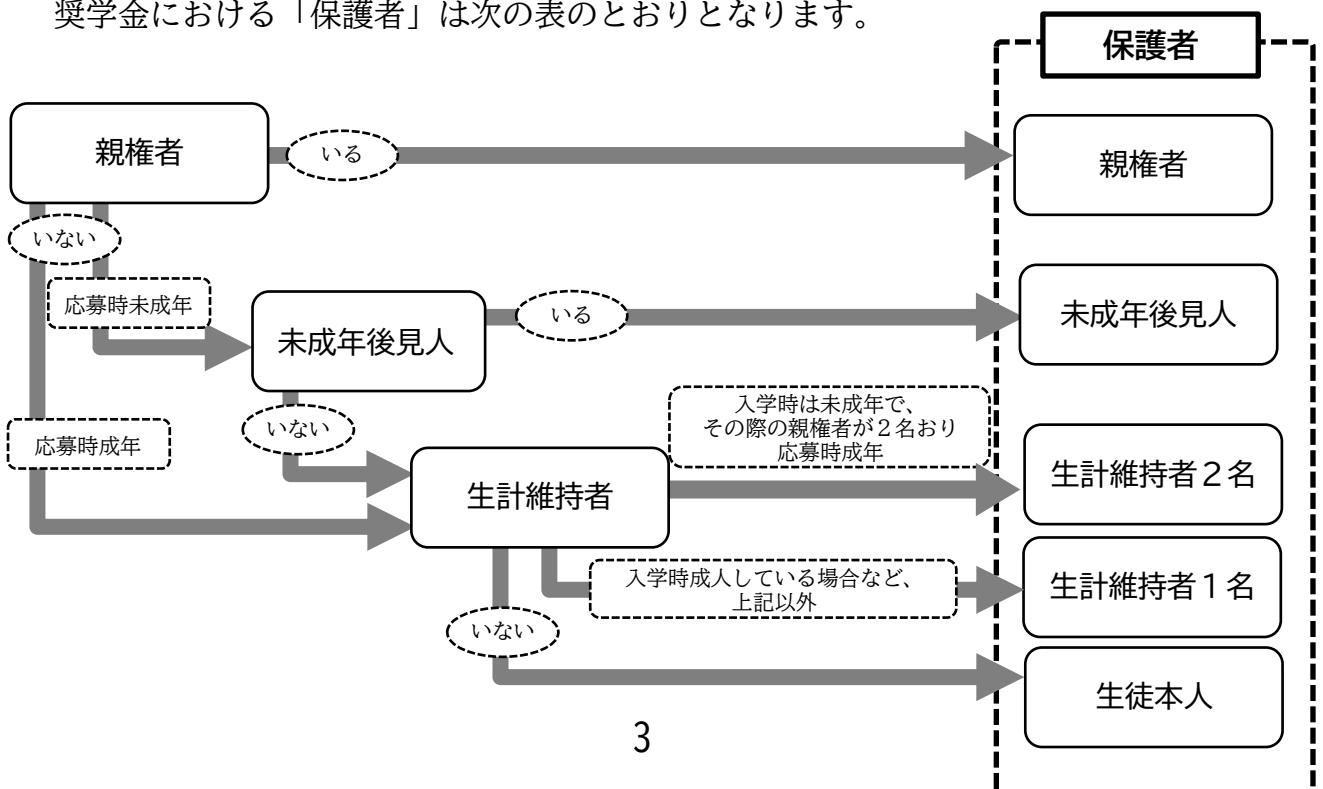 奨学金における「保護者」は次の表のとおりとなります。
保護者
親権者
いる
親権者
いない
応募時未成年
未成年後見人
いる
未成年後見人
いない
応募時成年
入学時は未成年で、
その際の親権者が２名おり
応募時成年
生計維持者
生計維持者２名
入学時成人している場合など、
上記以外
生計維持者１名
いない
生徒本人
3